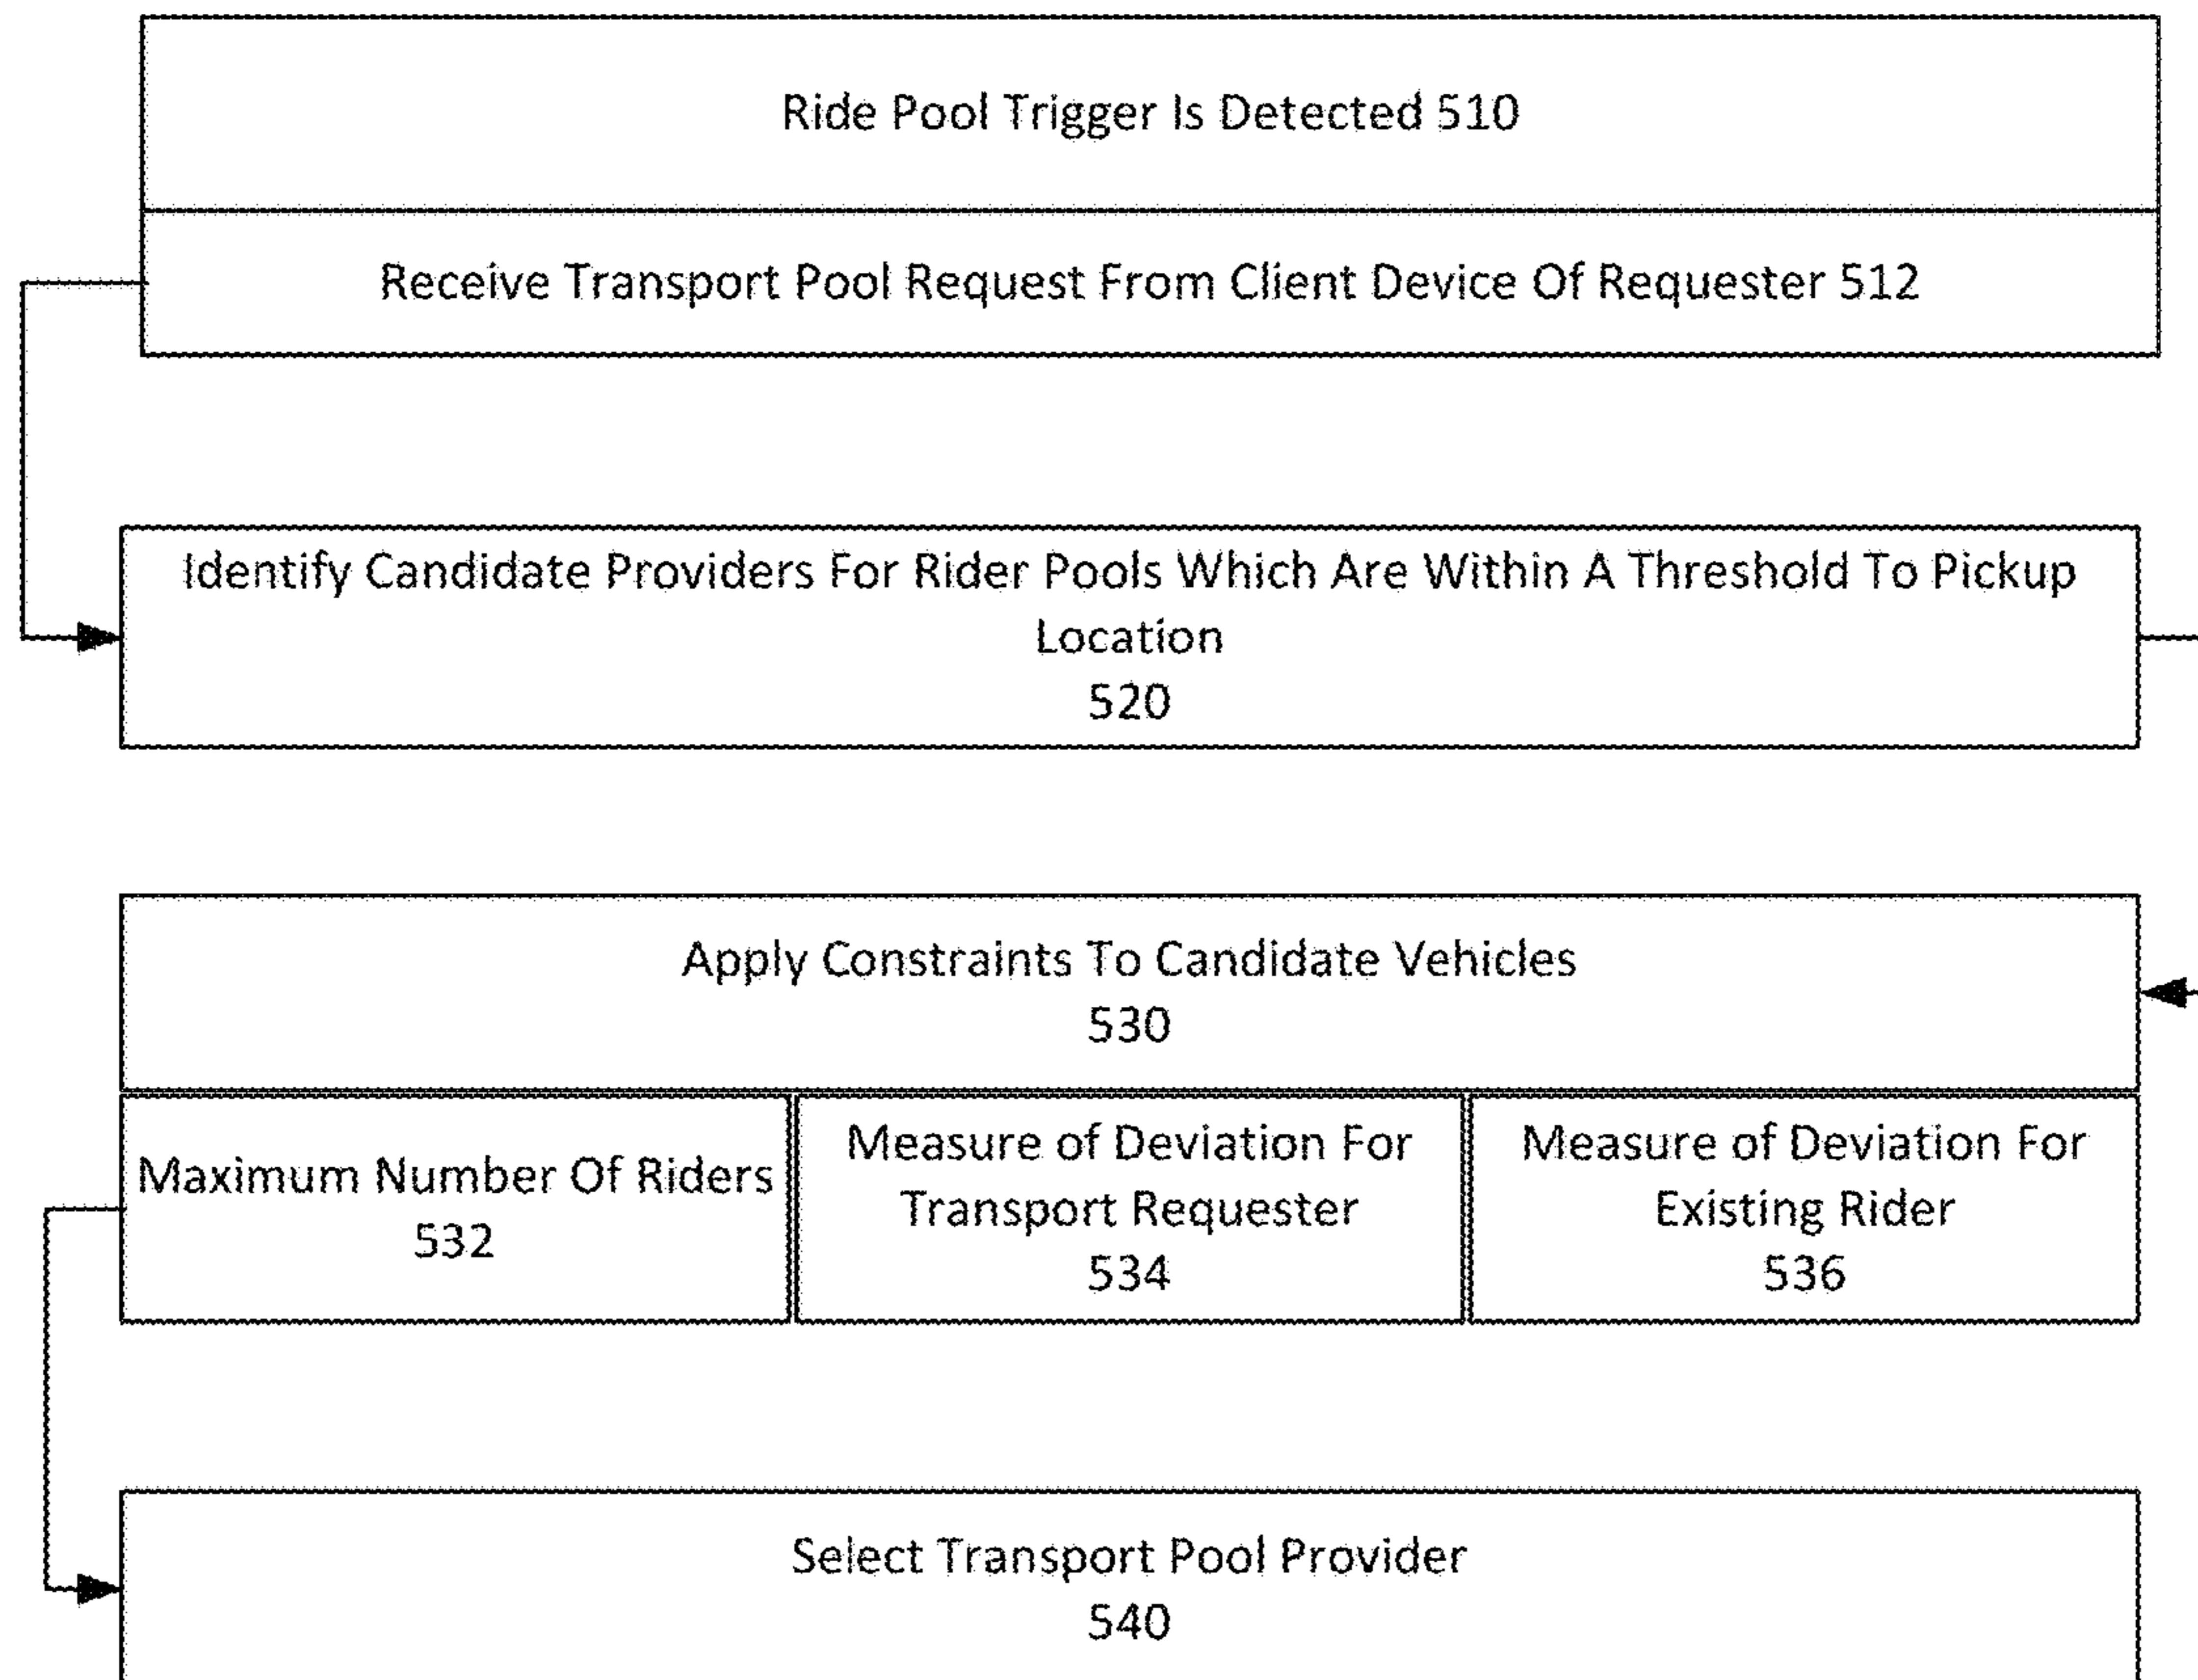 Ride Pool Trigger Is Detected 510
Receive Transport Pool Request From Client Device Of Requester 512
Identify Candidate Providers For Rider Pools Which Are Within A Threshold To Pickup
Location
520
Apply Constraints To Candidate Vehicles
530
Maximum Number Of Riders
532
Measure of Deviation For
Transport Requester
534
Measure of Deviation For
Existing Rider
536
Select Transport Pool Provider
540